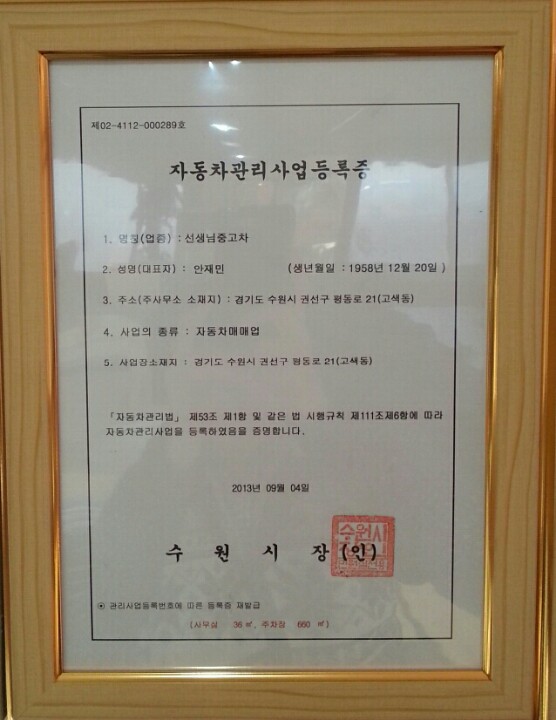 제02-4112-000289호
자동차관리사업등록증
1. 명칭(업종) : 선생님중고차
2. 성명(대표자) : 안재민 (생년월일 : 1958년 12월 20일 )
3. 주소(주사무소 소재지) : 경기도 수원시 권선구 평동로 21(고색동)
4. 사업의 종류 : 자동차매매업
5. 사업장소재지 : 경기도 수원시 권선구 평동로 21(고색동)
「자동차관리법」 제53조 제1항 및 같은 법 시행규칙 제111조제6항에 따라
자동차관리사업을 등록하였음을 증명합니다.
2013년 09월 04일
수 원 시 장 (인)
수원시
⊙ 관리사업등록번호에 따른 등록증 재발급
(사무실 36 ㎡, 주차장 660 ㎡)